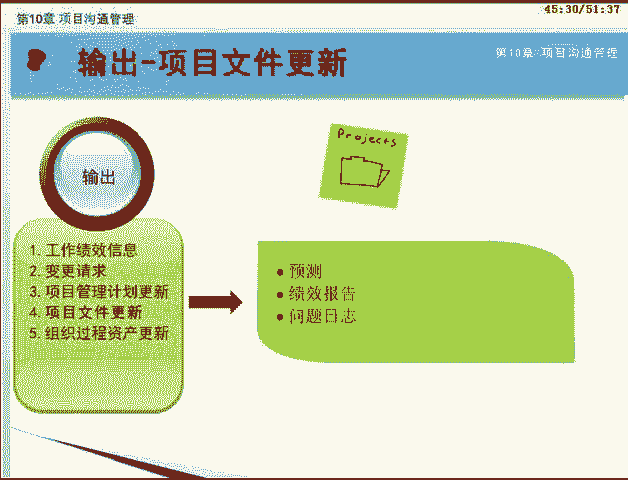 45:30/51:37
第10章 项目沟通管理
输出-项目文件更新
第10章 项目沟通管理
Projects
输出
1. 工作绩效信息
2. 变更请求
3. 项目管理计划更新
4. 项目文件更新
5. 组织过程资产更新
● 预测
● 绩效报告
● 问题日志